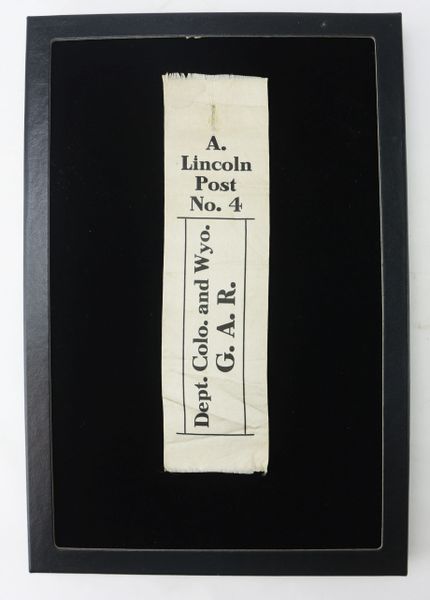 A.
Lincoln
Post
No. 4
Dept. Colo. and Wyo.
G. A. R.